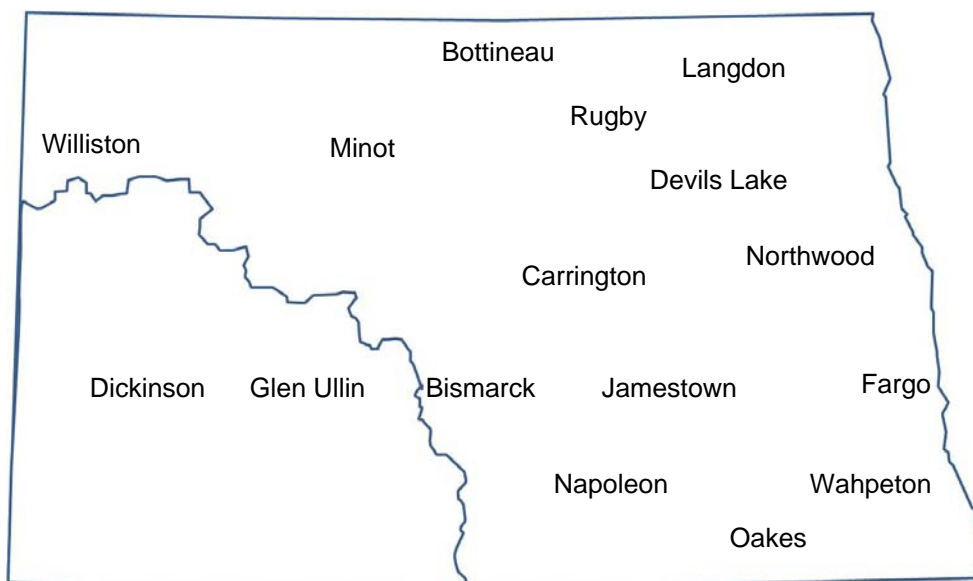 Bottineau
Langdon
Rugby
Williston
Minot
Devils Lake
Northwood
Carrington
Dickinson
Glen Ullin
Bismarck
Jamestown
Fargo
Napoleon
Wahpeton
Oakes